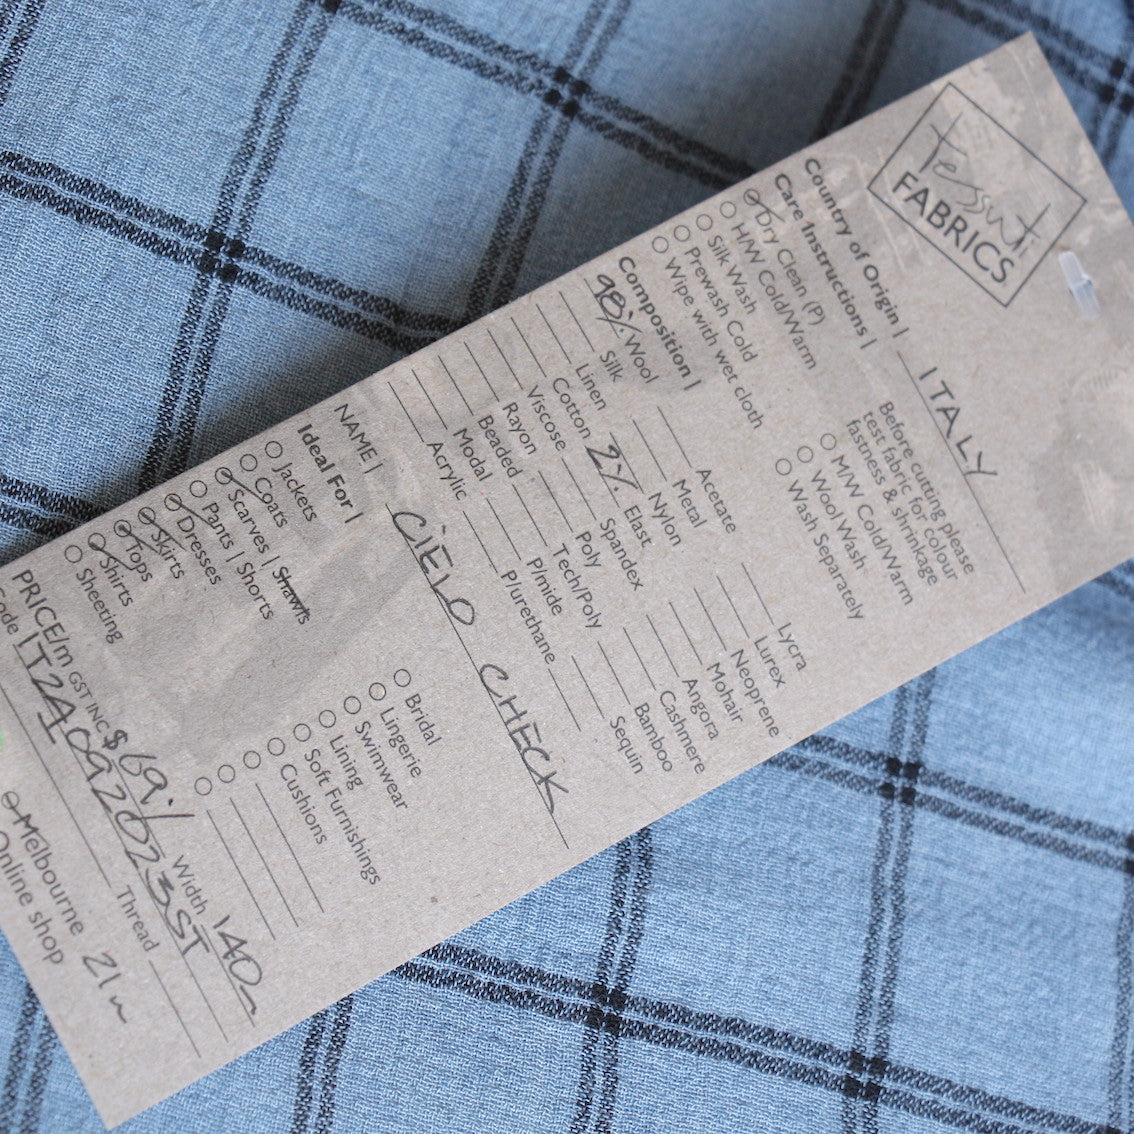 Tessuti
FABRICS
Country of Origin | ITALY
Care Instructions |
Dry Clean (P)
H/W Cold/Warm
Silk Wash
Prewash Cold
Wipe with wet cloth
Before cutting please
test fabric for colour
fastness & shrinkage
M/W Cold/Warm
Wool Wash
Wash Separately
Composition |
98% Wool
Silk
Linen
Cotton
Viscose
Rayon
Beaded
Modal
Acrylic
Acetate
Metal
Nylon
2% Elast
Spandex
Poly
Tech/Poly
P/mide
P/urethane
Lycra
Lurex
Neoprene
Mohair
Angora
Cashmere
Bamboo
Sequin
NAME | CiELO CHECK
Ideal For |
Jackets
Coats
Scarves | Shawls
Pants | Shorts
Dresses
Skirts
Tops
Shirts
Sheeting
Bridal
Lingerie
Swimwear
Lining
Soft Furnishings
Cushions
PRICE/m GST INC $69.% Width 140
Code | IT24092023ST
Thread
Melbourne 21m
Online shop